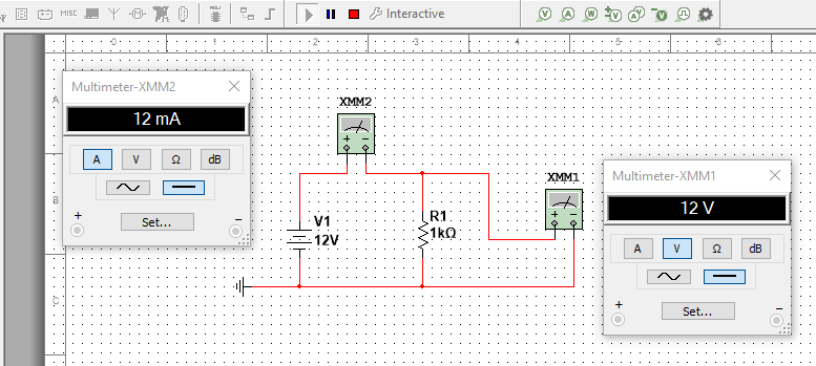 MISC
Interactive
0 1 2 3 4 5 6
Multimeter-XMM2
12 mA
A V Ω dB
+ Set... −
A
B
C
XMM2
+ −
V1
12V
R1
1kΩ
XMM1
+ −
Multimeter-XMM1
12 V
A V Ω dB
+ Set... −